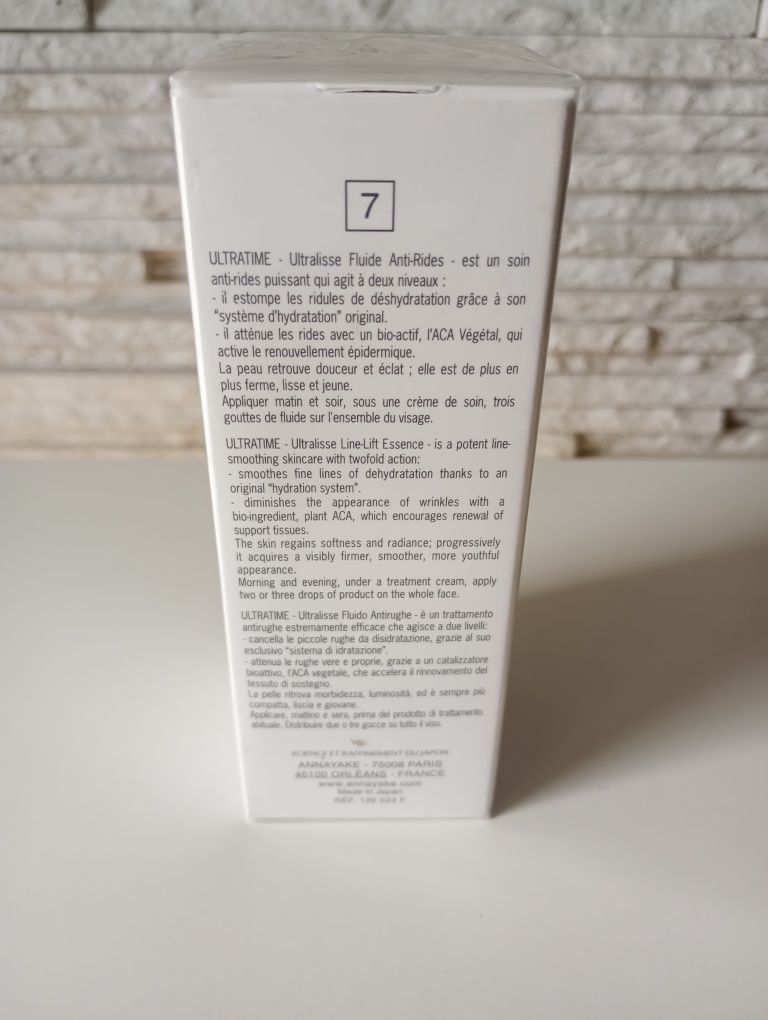 7
ULTRATIME - Ultralisse Fluide Anti-Rides - est un soin
anti-rides puissant qui agit à deux niveaux :
- il estompe les ridules de déshydratation grâce à son
"système d'hydratation" original.
- il atténue les rides avec un bio-actif, l'ACA Végétal, qui
active le renouvellement épidermique.
La peau retrouve douceur et éclat ; elle est de plus en
plus ferme, lisse et jeune.
Appliquer matin et soir, sous une crème de soin, trois
gouttes de fluide sur l'ensemble du visage.
ULTRATIME - Ultralisse Line-Lift Essence - is a potent line-
smoothing skincare with twofold action:
- smoothes fine lines of dehydratation thanks to an
original "hydration system".
- diminishes the appearance of wrinkles with a
bio-ingredient, plant ACA, which encourages renewal of
support tissues.
The skin regains softness and radiance; progressively
it acquires a visibly firmer, smoother, more youthful
appearance.
Morning and evening, under a treatment cream, apply
two or three drops of product on the whole face.
ULTRATIME - Ultralisse Fluido Antirughe - è un trattamento
antirughe estremamente efficace che agisce a due livelli:
- cancella le piccole rughe da disidratazione, grazie al suo
esclusivo "sistema di idratazione".
- attenua le rughe vere e proprie, grazie a un catalizzatore
bioattivo, l'ACA vegetale, che accelera il rinnovamento del
tessuto di sostegno.
La pelle ritrova morbidezza, luminosità, ed è sempre più
compatta, liscia e giovane.
Applicare, mattino e sera, prima del prodotto di trattamento
abituale. Distribuire due o tre gocce su tutto il viso.
SCIENCE ET RAFFINEMENT DU JAPON
ANNAYAKE - 75008 PARIS
45100 ORLÉANS - FRANCE
www.annayake.com
Made in Japan
RÉF. 128 023 F